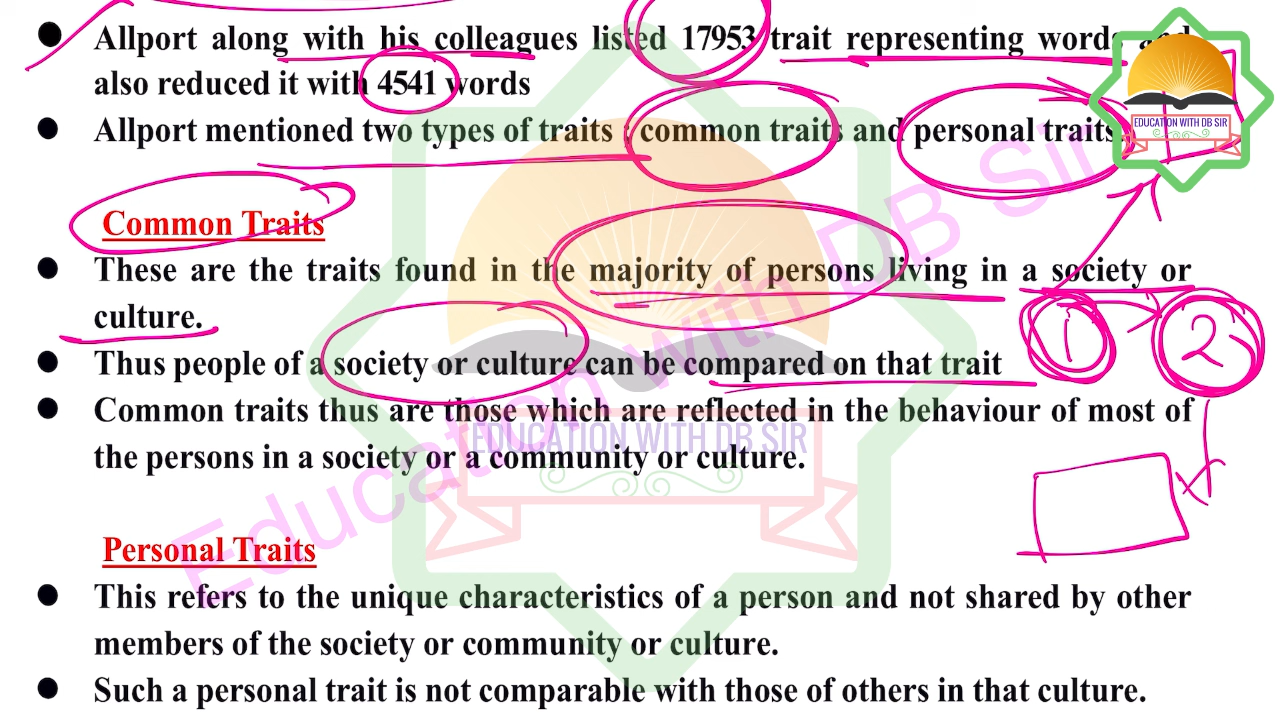 Allport along with his colleagues listed 17953 trait representing words and
also reduced it with 4541 words
Allport mentioned two types of traits : common traits and personal traits.
EDUCATION WITH DB SIR
Common Traits
These are the traits found in the majority of persons living in a society or
culture.
1 2
Thus people of a society or culture can be compared on that trait
Common traits thus are those which are reflected in the behaviour of most of
EDUCATION WITH DB SIR
the persons in a society or a community or culture.
Education with DB Sir
Personal Traits
This refers to the unique characteristics of a person and not shared by other
members of the society or community or culture.
Such a personal trait is not comparable with those of others in that culture.